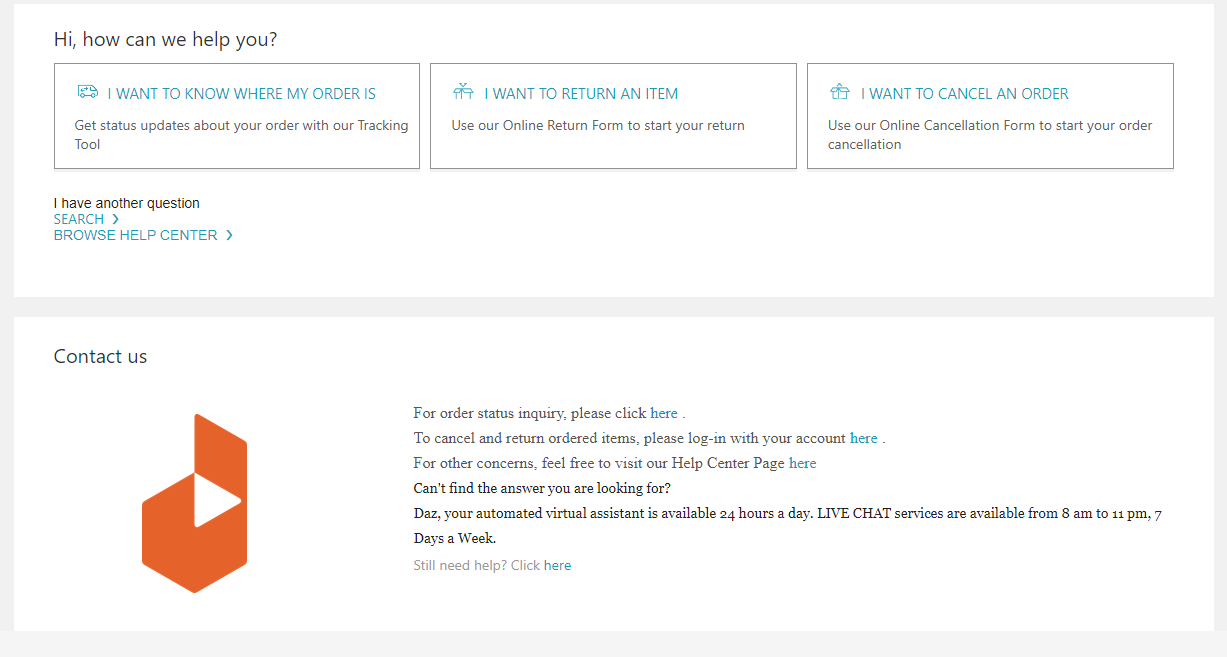 Hi, how can we help you?
I WANT TO KNOW WHERE MY ORDER IS
Get status updates about your order with our Tracking
Tool
I WANT TO RETURN AN ITEM
Use our Online Return Form to start your return
I WANT TO CANCEL AN ORDER
Use our Online Cancellation Form to start your order
cancellation
I have another question
SEARCH
BROWSE HELP CENTER
Contact us
For order status inquiry, please click here .
To cancel and return ordered items, please log-in with your account here .
For other concerns, feel free to visit our Help Center Page here
Can't find the answer you are looking for?
Daz, your automated virtual assistant is available 24 hours a day. LIVE CHAT services are available from 8 am to 11 pm, 7
Days a Week.
Still need help? Click here